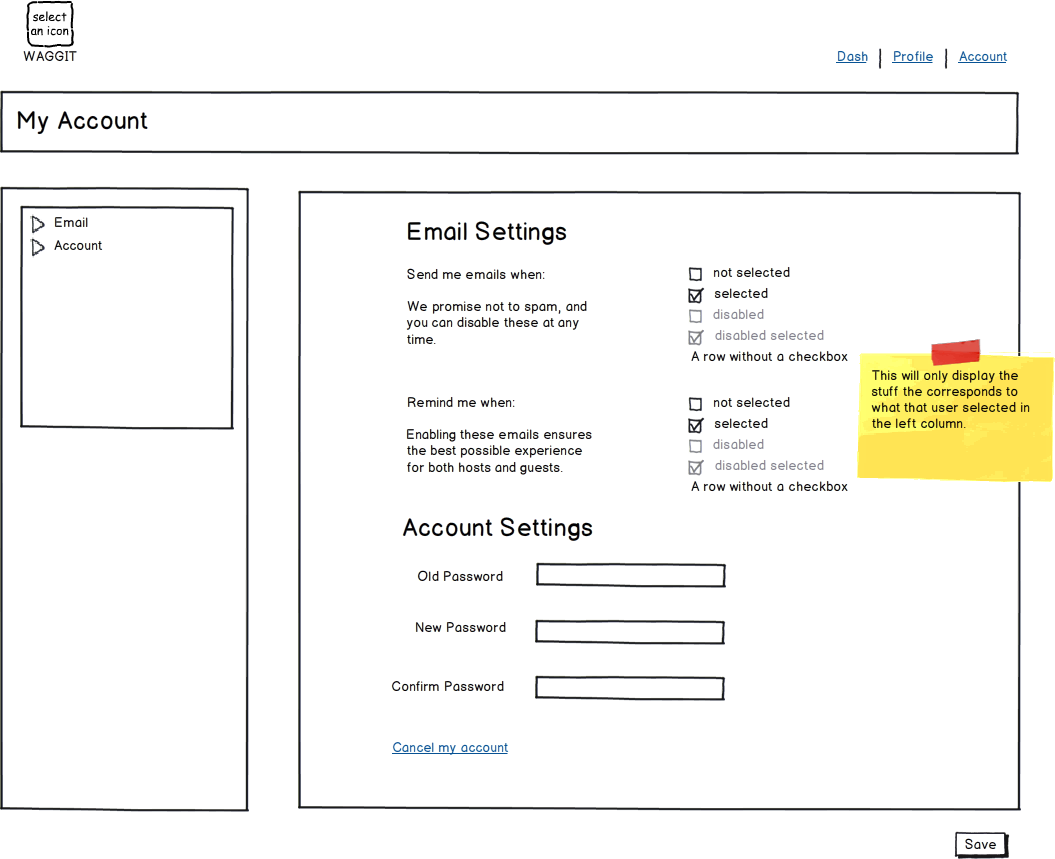 select
an icon
WAGGIT
Dash
Profile
Account
My Account
Email
Account
Email Settings
Send me emails when:
We promise not to spam, and
you can disable these at any
time.
not selected
selected
disabled
disabled selected
A row without a checkbox
This will only display the
stuff the corresponds to
what that user selected in
the left column.
Remind me when:
Enabling these emails ensures
the best possible experience
for both hosts and guests.
not selected
selected
disabled
disabled selected
A row without a checkbox
Account Settings
Old Password
New Password
Confirm Password
Cancel my account
Save